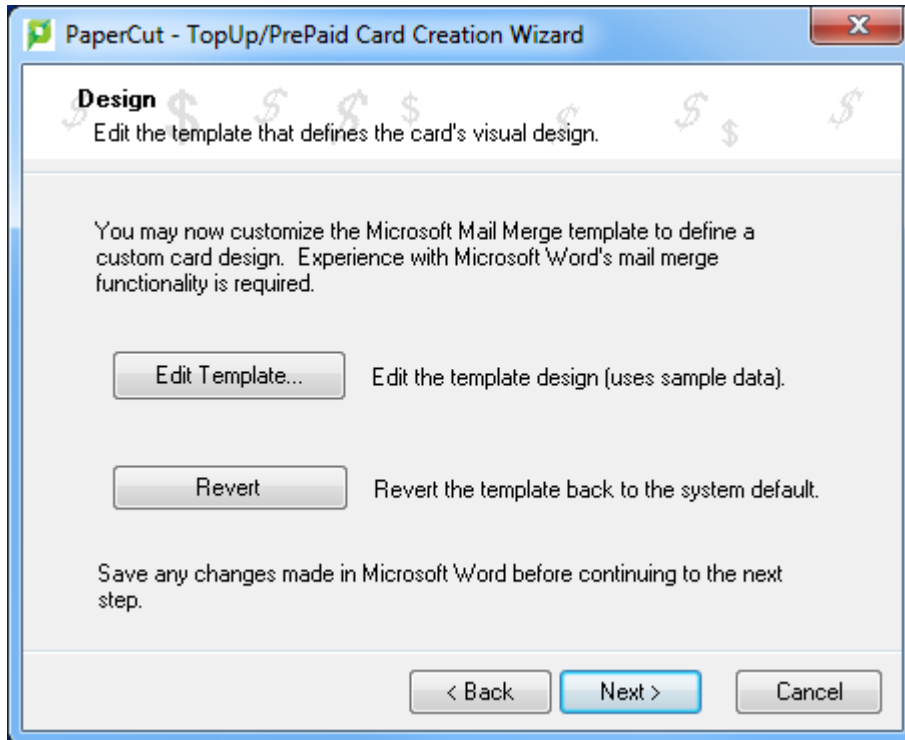 PaperCut - TopUp/PrePaid Card Creation Wizard
Design
Edit the template that defines the card's visual design.
You may now customize the Microsoft Mail Merge template to define a
custom card design.  Experience with Microsoft Word's mail merge
functionality is required.
Edit Template... Edit the template design (uses sample data).
Revert Revert the template back to the system default.
Save any changes made in Microsoft Word before continuing to the next
step.
< Back Next > Cancel